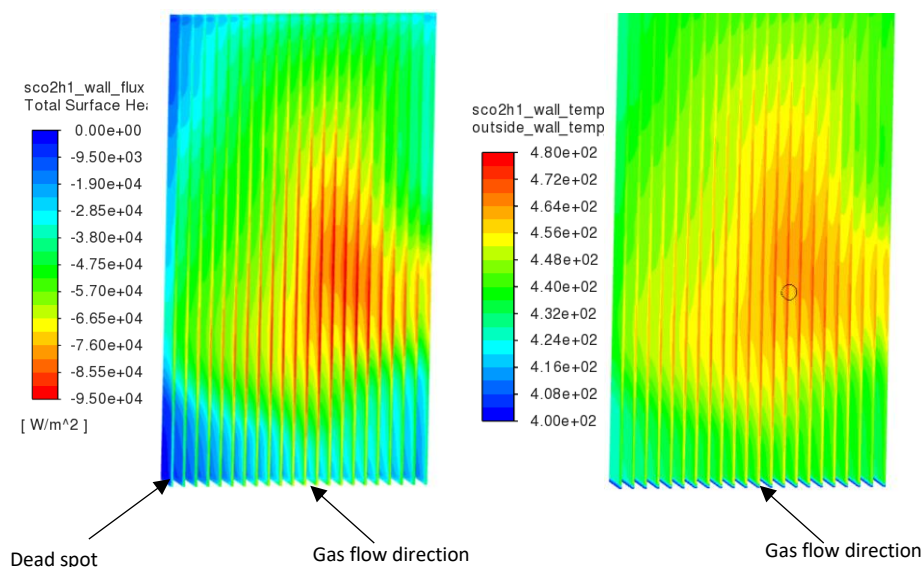 sco2h1_wall_flux
Total Surface Hea
0.00e+00
-9.50e+03
-1.90e+04
-2.85e+04
-3.80e+04
-4.75e+04
-5.70e+04
-6.65e+04
-7.60e+04
-8.55e+04
-9.50e+04
[ W/m^2 ]
Dead spot
Gas flow direction
sco2h1_wall_temp
outside_wall_temp
4.80e+02
4.72e+02
4.64e+02
4.56e+02
4.48e+02
4.40e+02
4.32e+02
4.24e+02
4.16e+02
4.08e+02
4.00e+02
Gas flow direction